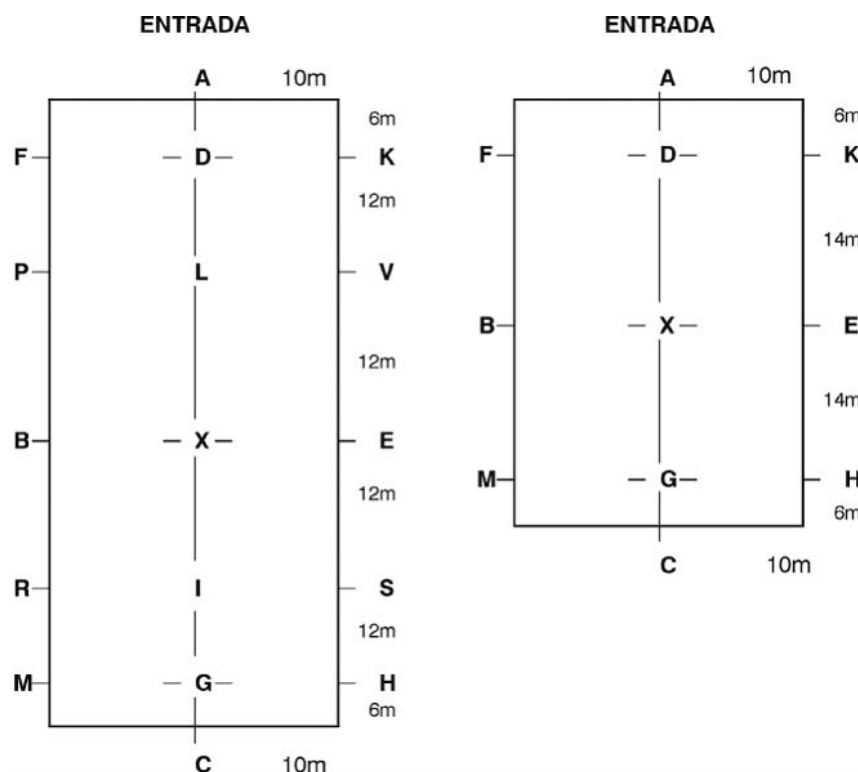 ENTRADA
A 10m
6m
F D K
12m
P L V
12m
B X E
12m
R I S
12m
M G H
6m
C 10m
ENTRADA
A 10m
6m
F D K
14m
B X E
14m
M G H
6m
C 10m